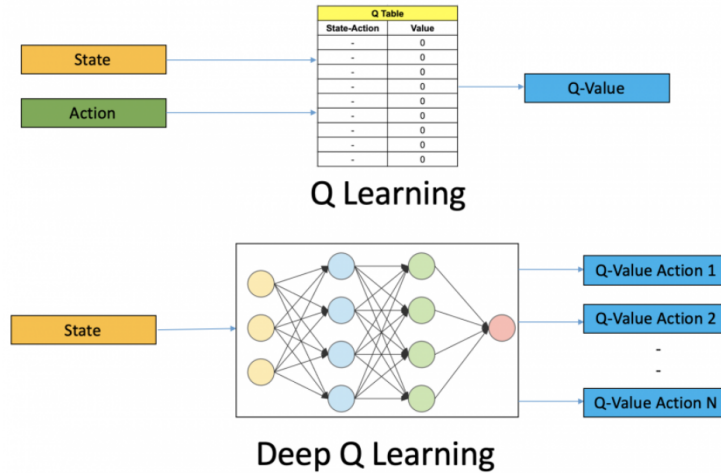 Q Table
State-Action Value
- 0
- 0
- 0
- 0
- 0
- 0
- 0
- 0
- 0
State
Action
Q-Value
Q Learning
State
Q-Value Action 1
Q-Value Action 2
-
-
Q-Value Action N
Deep Q Learning